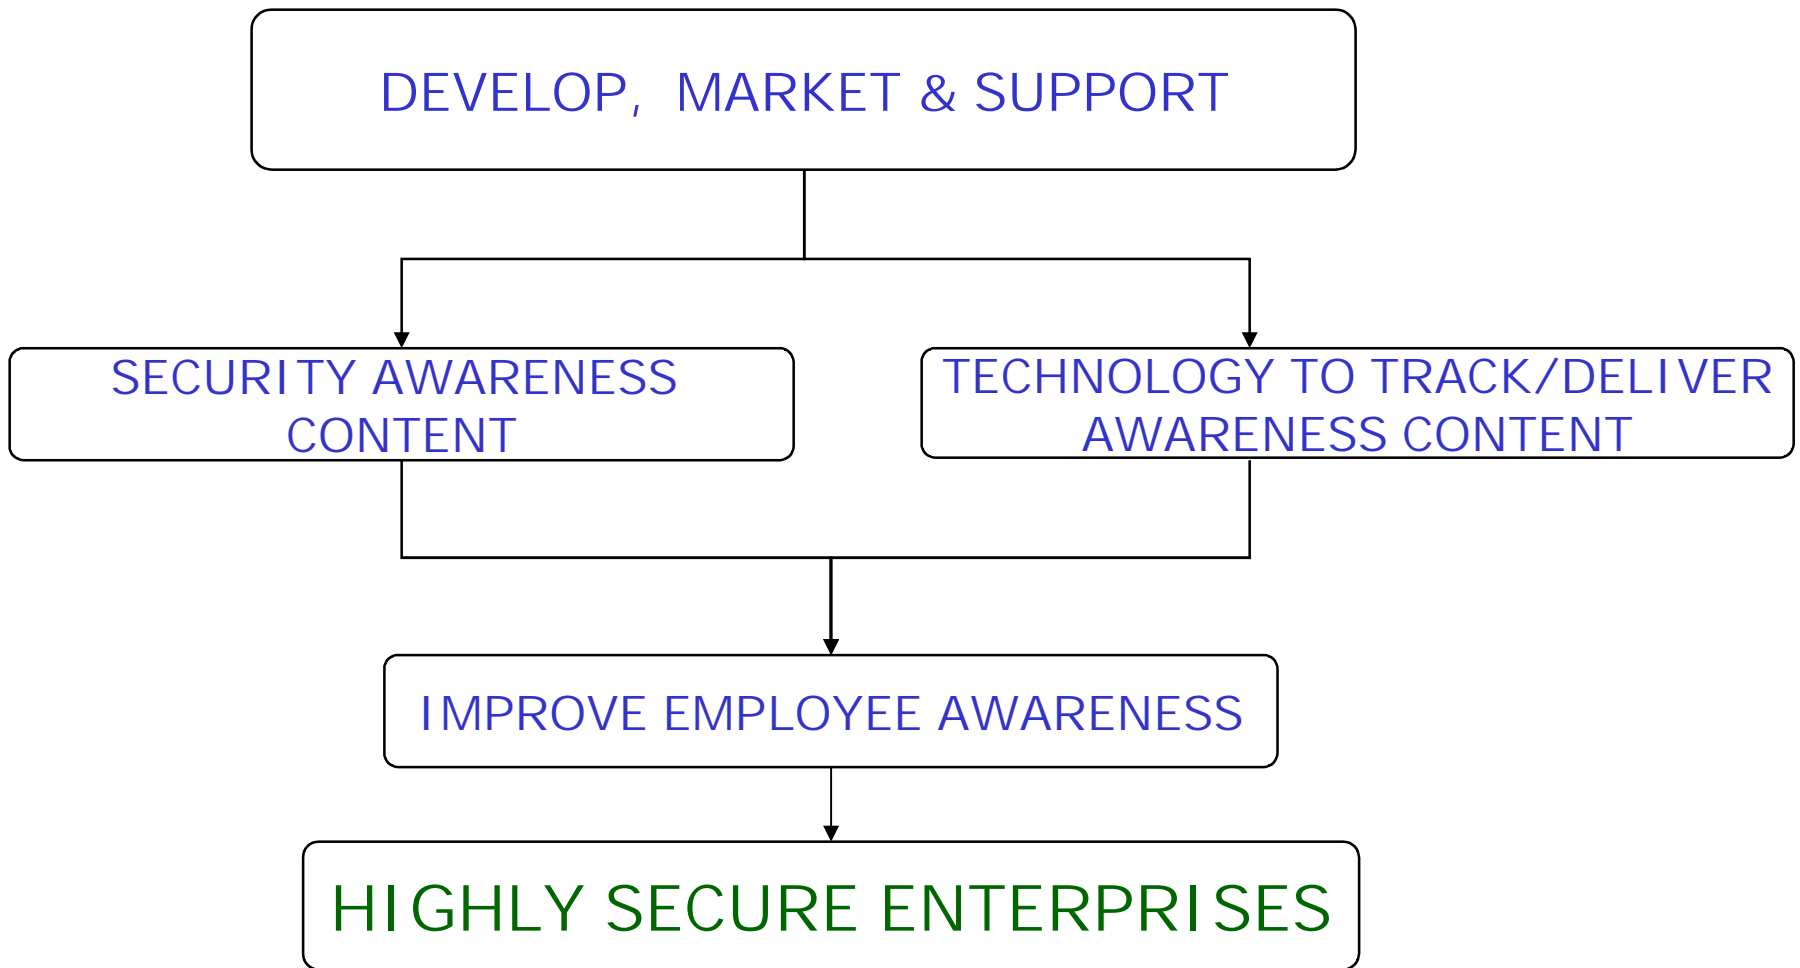 DEVELOP, MARKET & SUPPORT
SECURITY AWARENESS
CONTENT
TECHNOLOGY TO TRACK/DELIVER
AWARENESS CONTENT
IMPROVE EMPLOYEE AWARENESS
HIGHLY SECURE ENTERPRISES